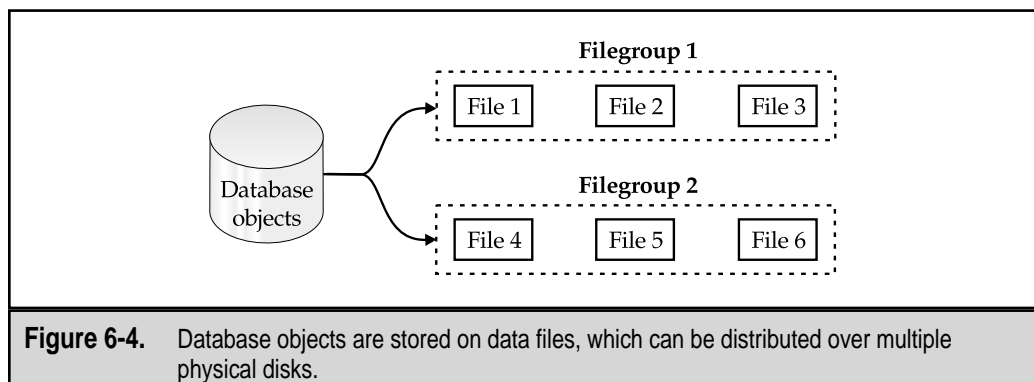 Filegroup 1
File 1 File 2 File 3
Database
objects
Filegroup 2
File 4 File 5 File 6
Figure 6-4. Database objects are stored on data files, which can be distributed over multiple
physical disks.